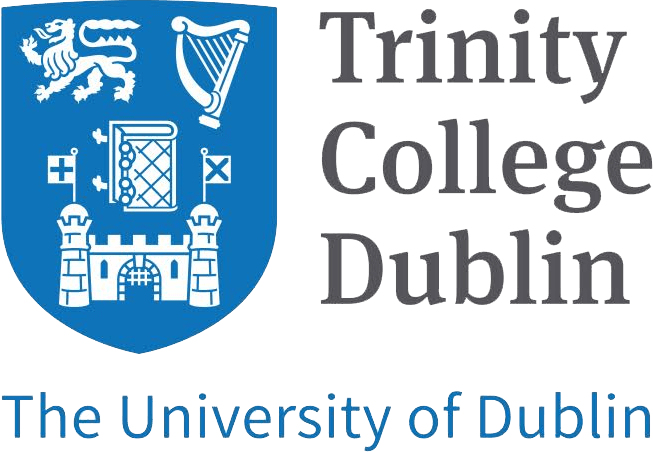 Trinity
College
Dublin
The University of Dublin